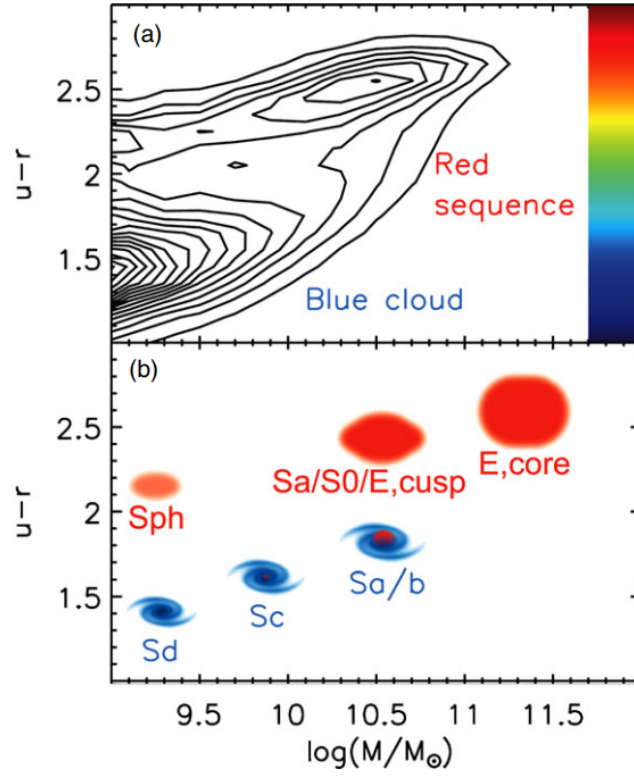 (a)
2.5
2
1.5
u−r
Red
sequence
Blue cloud
(b)
2.5
2
1.5
u−r
Sph
Sa/S0/E,cusp
E,core
Sd
Sc
Sa/b
9.5 10 10.5 11 11.5
log(M/M☉)